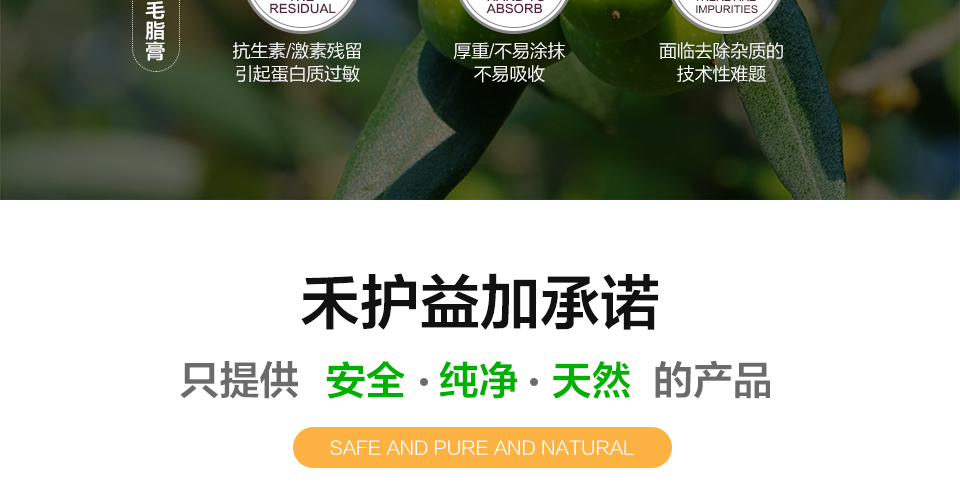 毛脂膏
RESIDUAL
抗生素/激素残留
引起蛋白质过敏
ABSORB
厚重/不易涂抹
不易吸收
IMPURITIES
面临去除杂质的
技术性难题
禾护益加承诺
只提供 安全·纯净·天然 的产品
SAFE AND PURE AND NATURAL